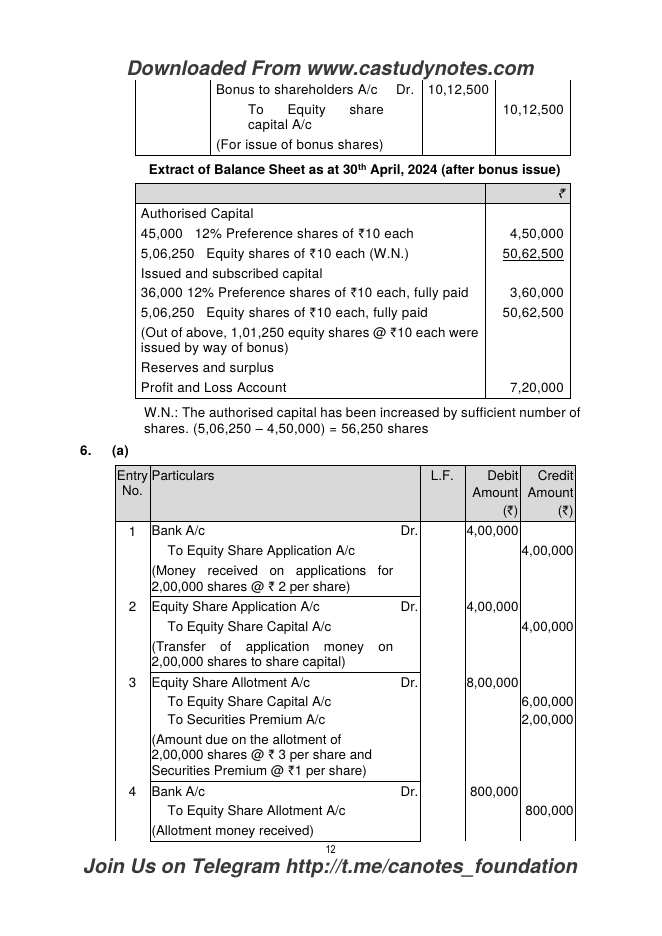 Downloaded From www.castudynotes.com
Bonus to shareholders A/c Dr. 10,12,500
To Equity share 10,12,500
capital A/c
(For issue of bonus shares)
Extract of Balance Sheet as at 30th April, 2024 (after bonus issue)
₹
Authorised Capital
45,000 12% Preference shares of ₹10 each 4,50,000
5,06,250 Equity shares of ₹10 each (W.N.) 50,62,500
Issued and subscribed capital
36,000 12% Preference shares of ₹10 each, fully paid 3,60,000
5,06,250 Equity shares of ₹10 each, fully paid 50,62,500
(Out of above, 1,01,250 equity shares @ ₹10 each were
issued by way of bonus)
Reserves and surplus
Profit and Loss Account 7,20,000
W.N.: The authorised capital has been increased by sufficient number of
shares. (5,06,250 – 4,50,000) = 56,250 shares
6. (a)
Entry Particulars L.F. Debit Credit
No. Amount Amount
(₹) (₹)
1 Bank A/c Dr. 4,00,000
To Equity Share Application A/c 4,00,000
(Money received on applications for
2,00,000 shares @ ₹ 2 per share)
2 Equity Share Application A/c Dr. 4,00,000
To Equity Share Capital A/c 4,00,000
(Transfer of application money on
2,00,000 shares to share capital)
3 Equity Share Allotment A/c Dr. 8,00,000
To Equity Share Capital A/c 6,00,000
To Securities Premium A/c 2,00,000
(Amount due on the allotment of
2,00,000 shares @ ₹ 3 per share and
Securities Premium @ ₹1 per share)
4 Bank A/c Dr. 800,000
To Equity Share Allotment A/c 800,000
(Allotment money received)
12
Join Us on Telegram http://t.me/canotes_foundation